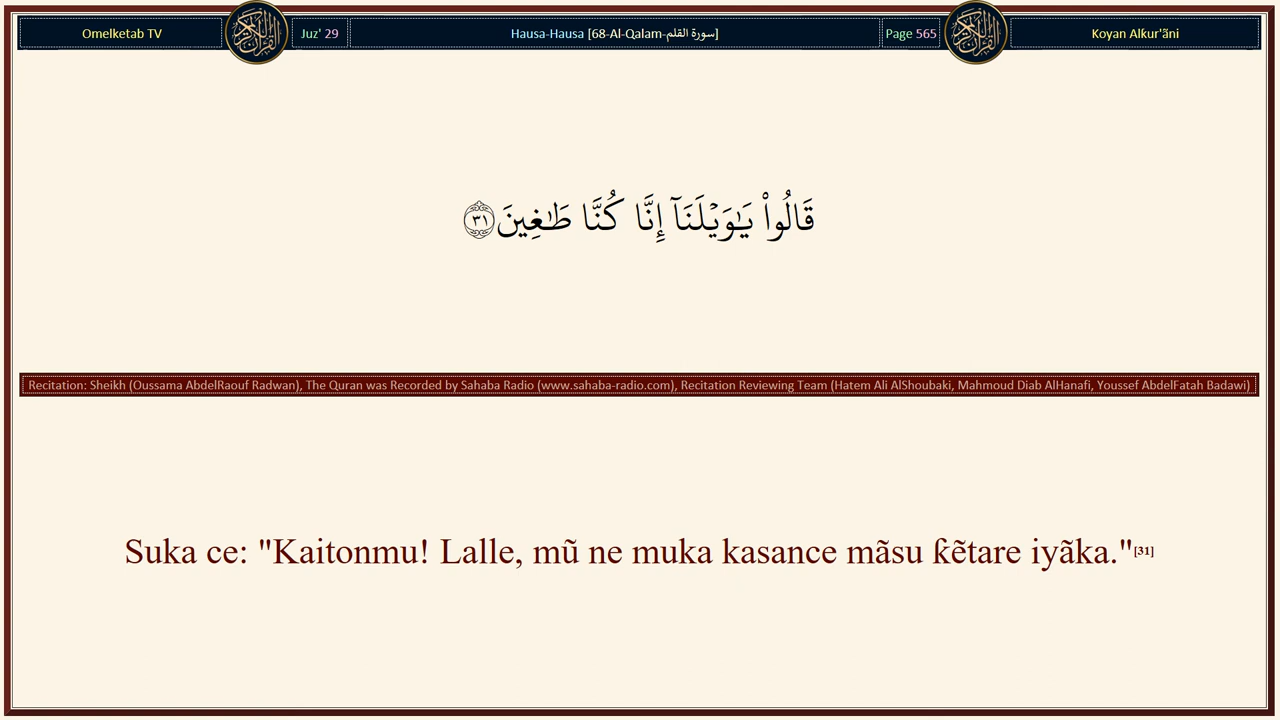 Omelketab TV
Juz' 29
Hausa-Hausa [68-Al-Qalam-سورة القلم]
Page 565
Koyan Alƙur'ãni
قَالُوا۟ يَـٰوَيْلَنَآ إِنَّا كُنَّا طَـٰغِينَ ٣١
Recitation: Sheikh (Oussama AbdelRaouf Radwan), The Quran was Recorded by Sahaba Radio (www.sahaba-radio.com), Recitation Reviewing Team (Hatem Ali AlShoubaki, Mahmoud Diab AlHanafi, Youssef AbdelFatah Badawi)
Suka ce: "Kaitonmu! Lalle, mũ ne muka kasance mãsu ƙẽtare iyãka."[31]